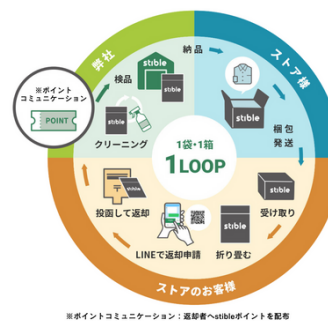 弊社
納品
ストア様
stible
検品
stible
※ポイント
コミュニケーション
POINT
クリーニング
stible
梱包
発送
1袋・1箱
1LOOP
投函して返却
stible
受け取り
LINEで返却申請
stible
折り畳む
ストアのお客様
※ポイントコミュニケーション：返却者へstibleポイントを配布